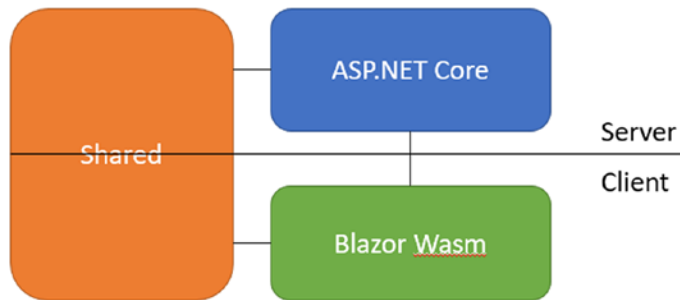 ASP.NET Core
Server
Shared
Client
Blazor Wasm